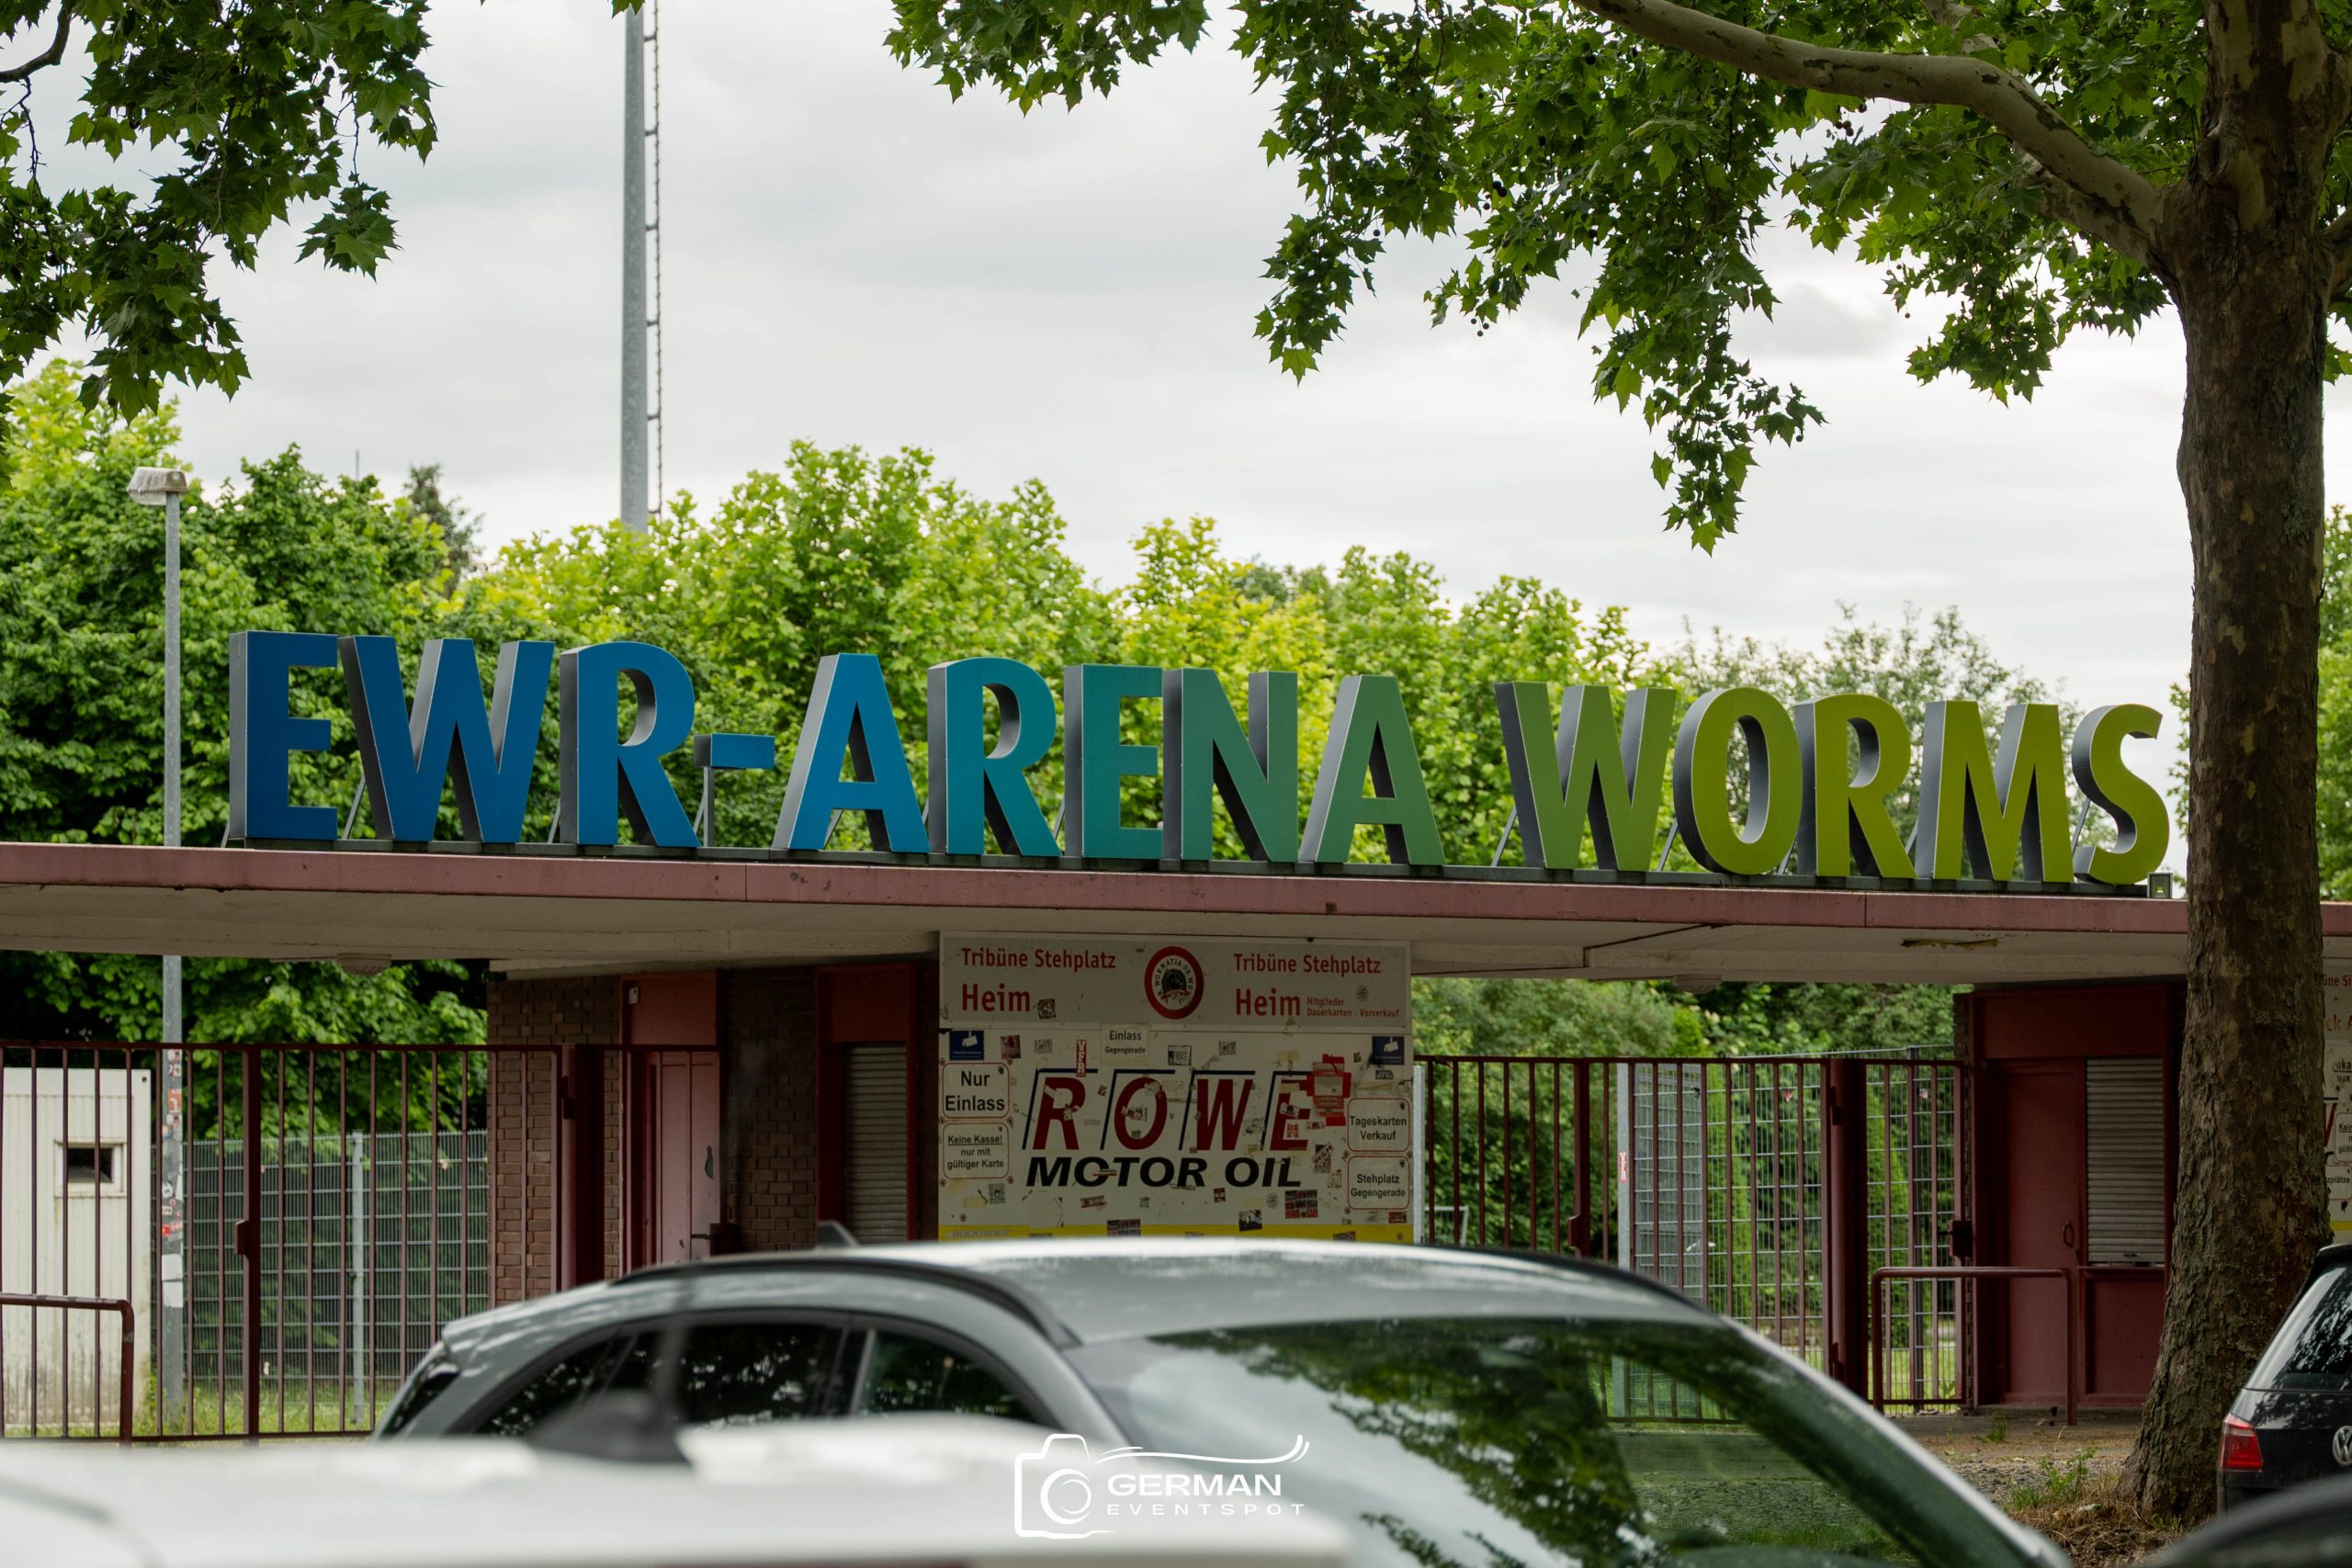 EWR-ARENA WORMS
Tribüne Stehplatz
Heim
Tribüne Stehplatz
Heim Mitglieder
Dauerkarten . Vorverkauf
Einlass
Gegengerade
Nur
Einlass
Keine Kasse!
nur mit
gültiger Karte
ROWE
MOTOR OIL
Tageskarten
Verkauf
Stehplatz
Gegengerade
GERMAN
EVENTSPOT